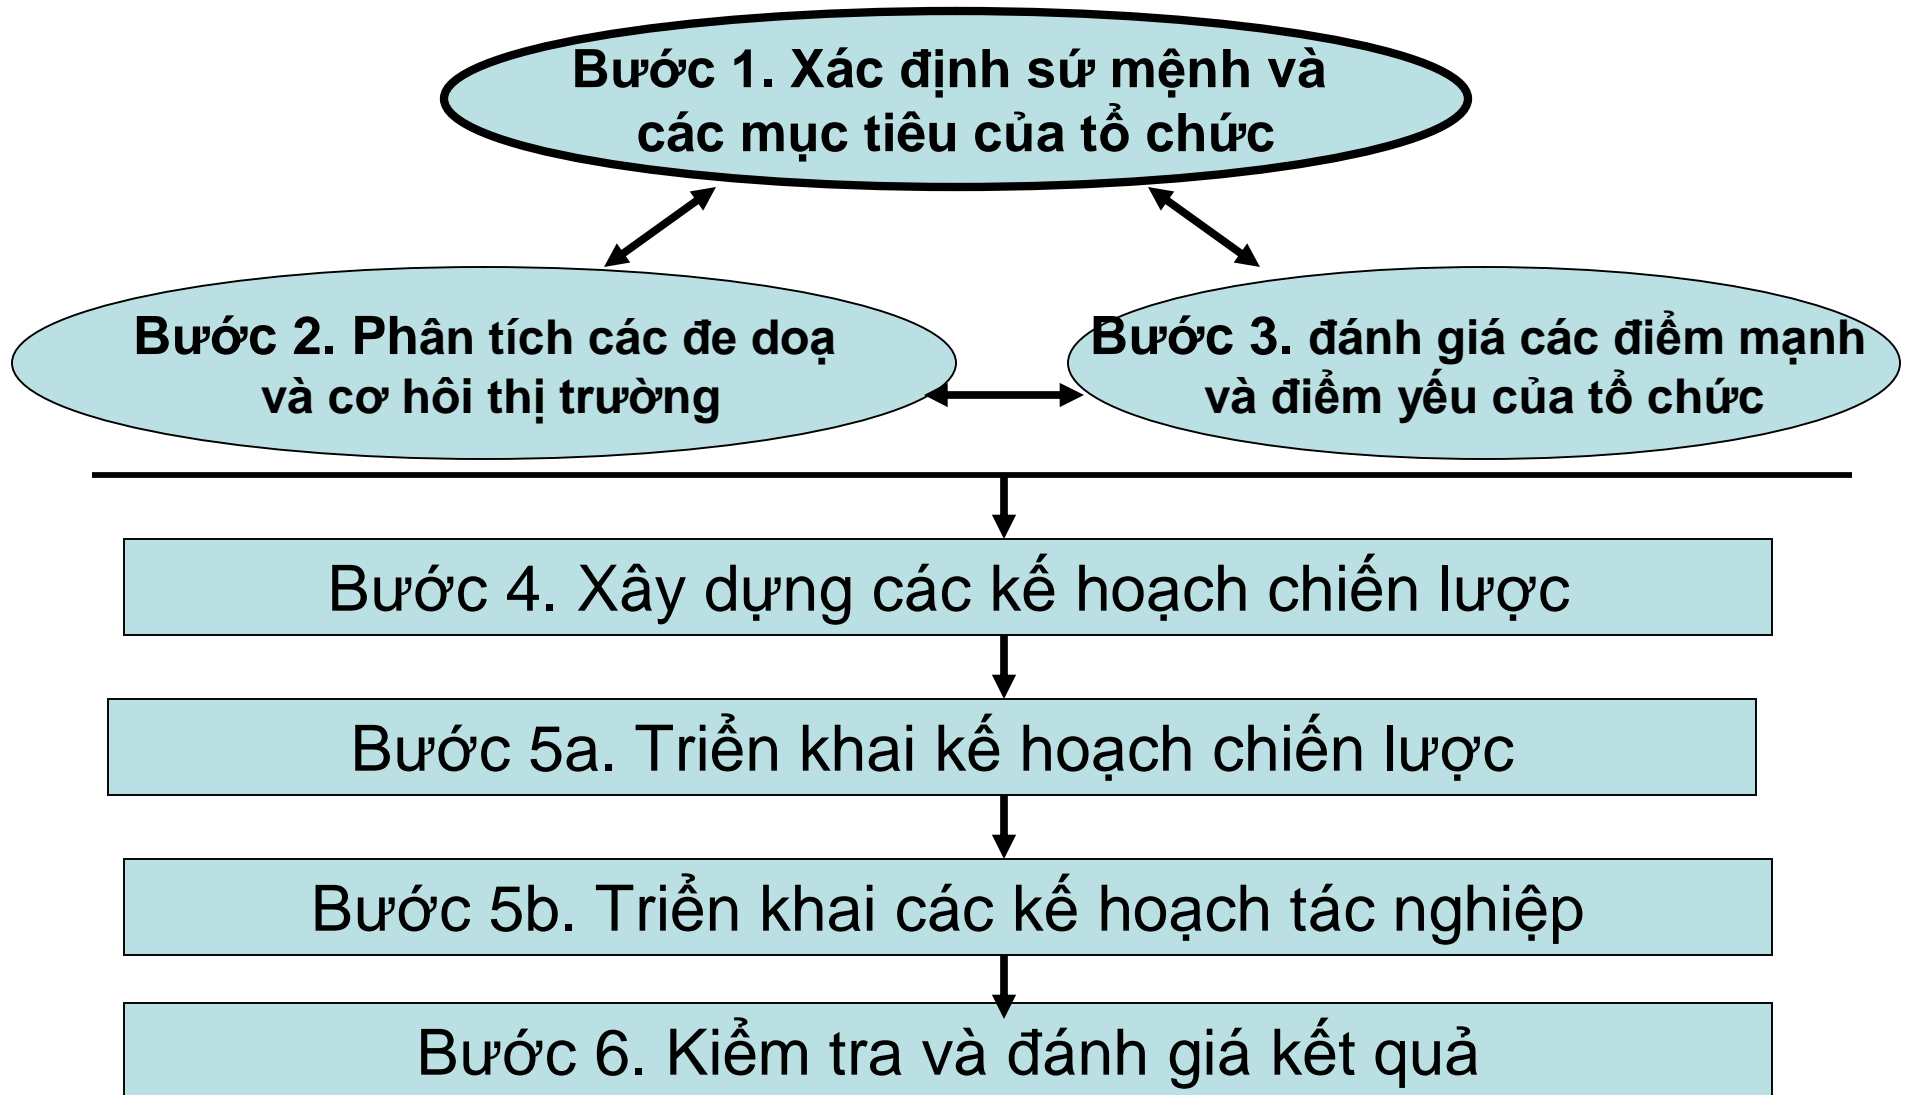 Bước 1. Xác định sứ mệnh và
các mục tiêu của tổ chức
Bước 2. Phân tích các đe doạ
và cơ hôi thị trường
Bước 3. đánh giá các điểm mạnh
và điểm yếu của tổ chức
Bước 4. Xây dựng các kế hoạch chiến lược
Bước 5a. Triển khai kế hoạch chiến lược
Bước 5b. Triển khai các kế hoạch tác nghiệp
Bước 6. Kiểm tra và đánh giá kết quả